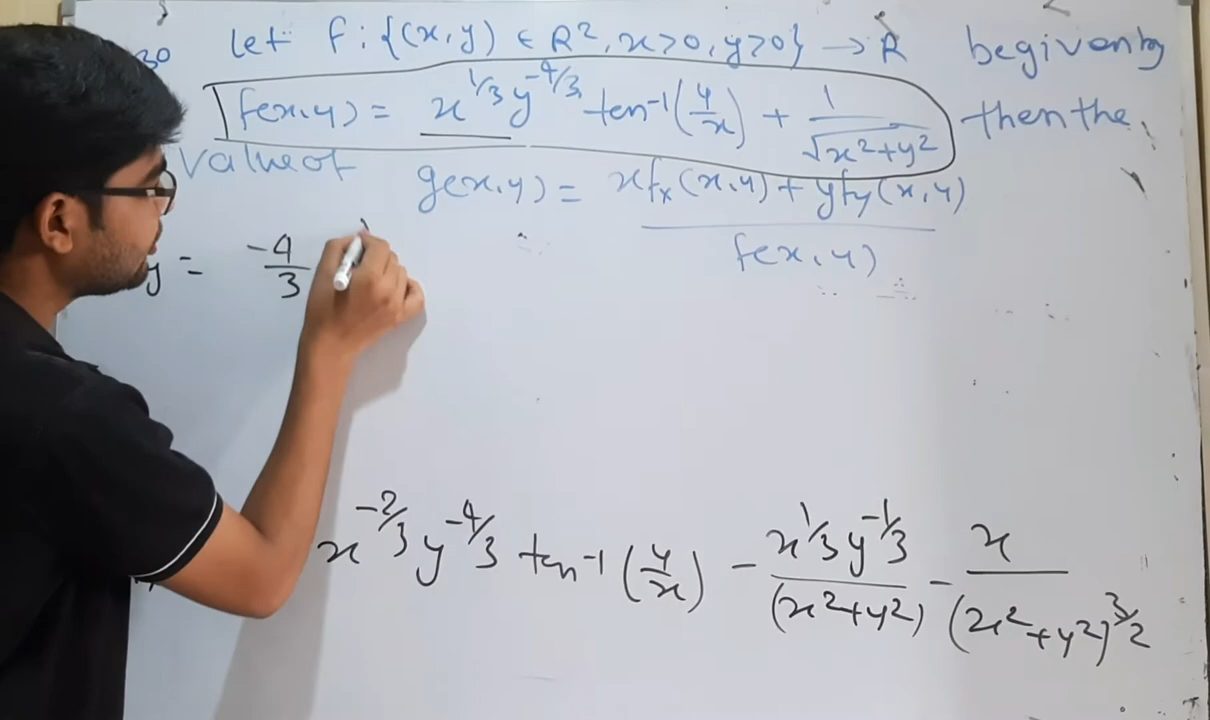 30 Let f : {(x,y) ∈ R², x>0, y>0} → R be given by
f(x,y) = x^{1/3} y^{-4/3} tan⁻¹(y/x) + 1/√(x²+y²) then the
value of g(x,y) = (x f_x(x,y) + y f_y(x,y)) / f(x,y)
y = -4/3
x^{-2/3} y^{-4/3} tan⁻¹(y/x) - x^{1/3} y^{-1/3}/(x²+y²) - x/(x²+y²)^{3/2}